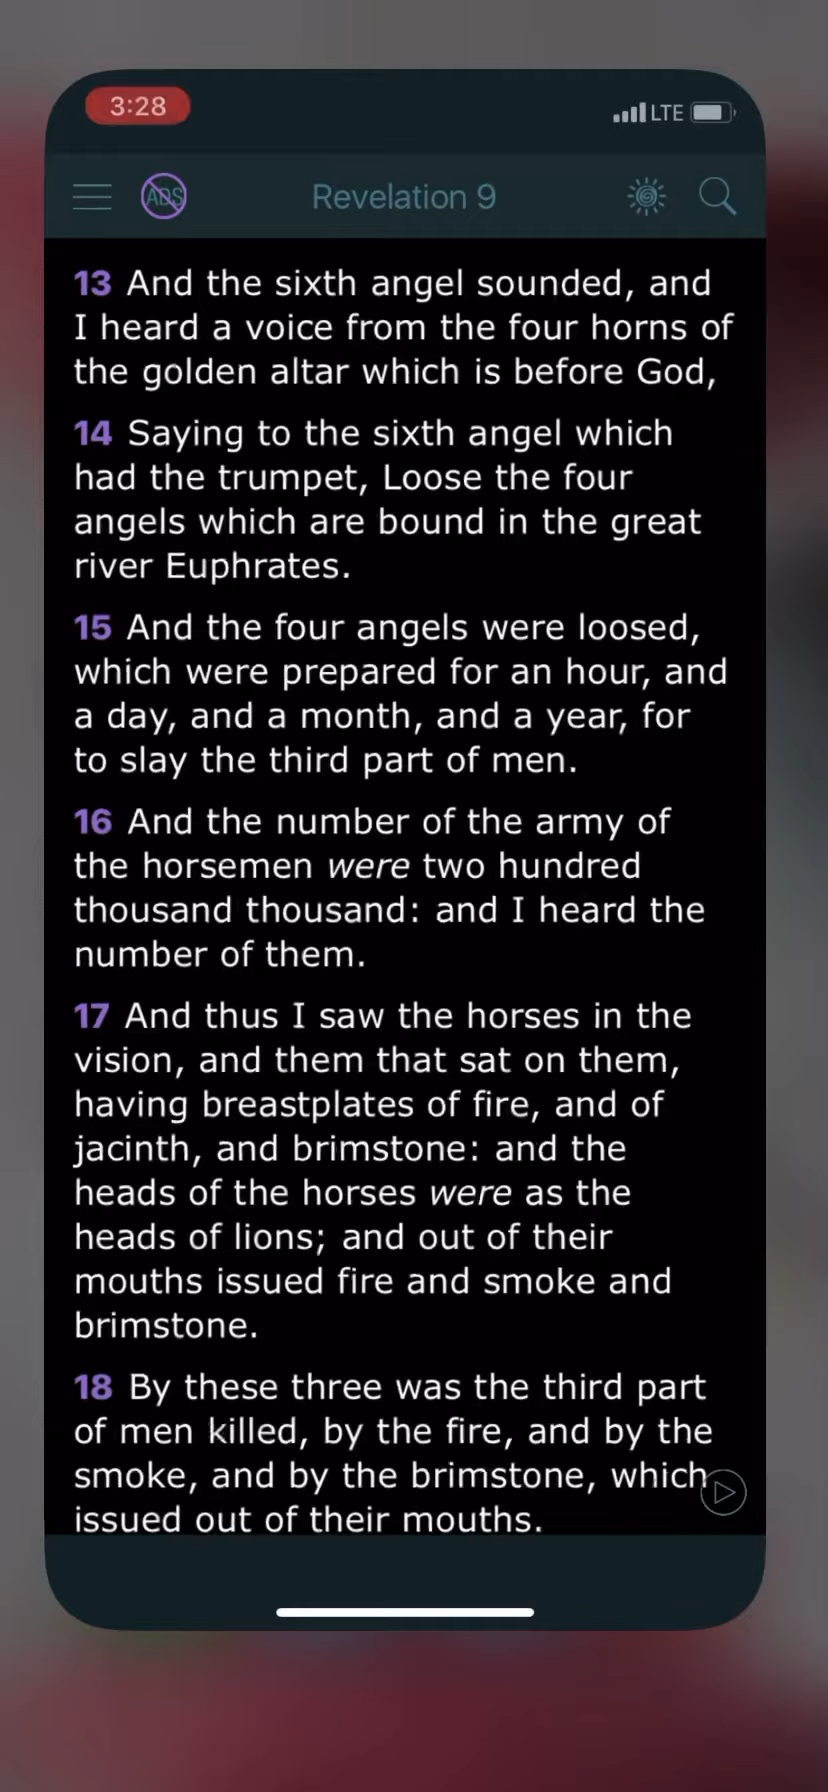 3:28
LTE
ADS
Revelation 9
13 And the sixth angel sounded, and
I heard a voice from the four horns of
the golden altar which is before God,
14 Saying to the sixth angel which
had the trumpet, Loose the four
angels which are bound in the great
river Euphrates.
15 And the four angels were loosed,
which were prepared for an hour, and
a day, and a month, and a year, for
to slay the third part of men.
16 And the number of the army of
the horsemen were two hundred
thousand thousand: and I heard the
number of them.
17 And thus I saw the horses in the
vision, and them that sat on them,
having breastplates of fire, and of
jacinth, and brimstone: and the
heads of the horses were as the
heads of lions; and out of their
mouths issued fire and smoke and
brimstone.
18 By these three was the third part
of men killed, by the fire, and by the
smoke, and by the brimstone, which
issued out of their mouths.